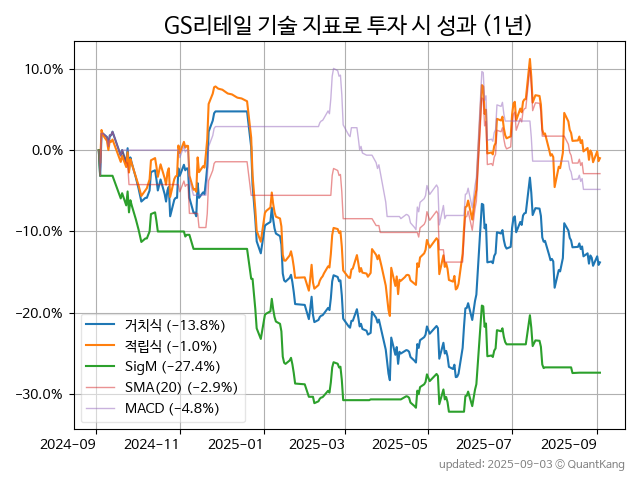 GS리테일 기술 지표로 투자 시 성과 (1년)
10.0%
0.0%
−10.0%
−20.0%
−30.0%
거치식 (−13.8%)
적립식 (−1.0%)
SigM (−27.4%)
SMA(20) (−2.9%)
MACD (−4.8%)
2024-09 2024-11 2025-01 2025-03 2025-05 2025-07 2025-09
updated: 2025-09-03 © QuantKang